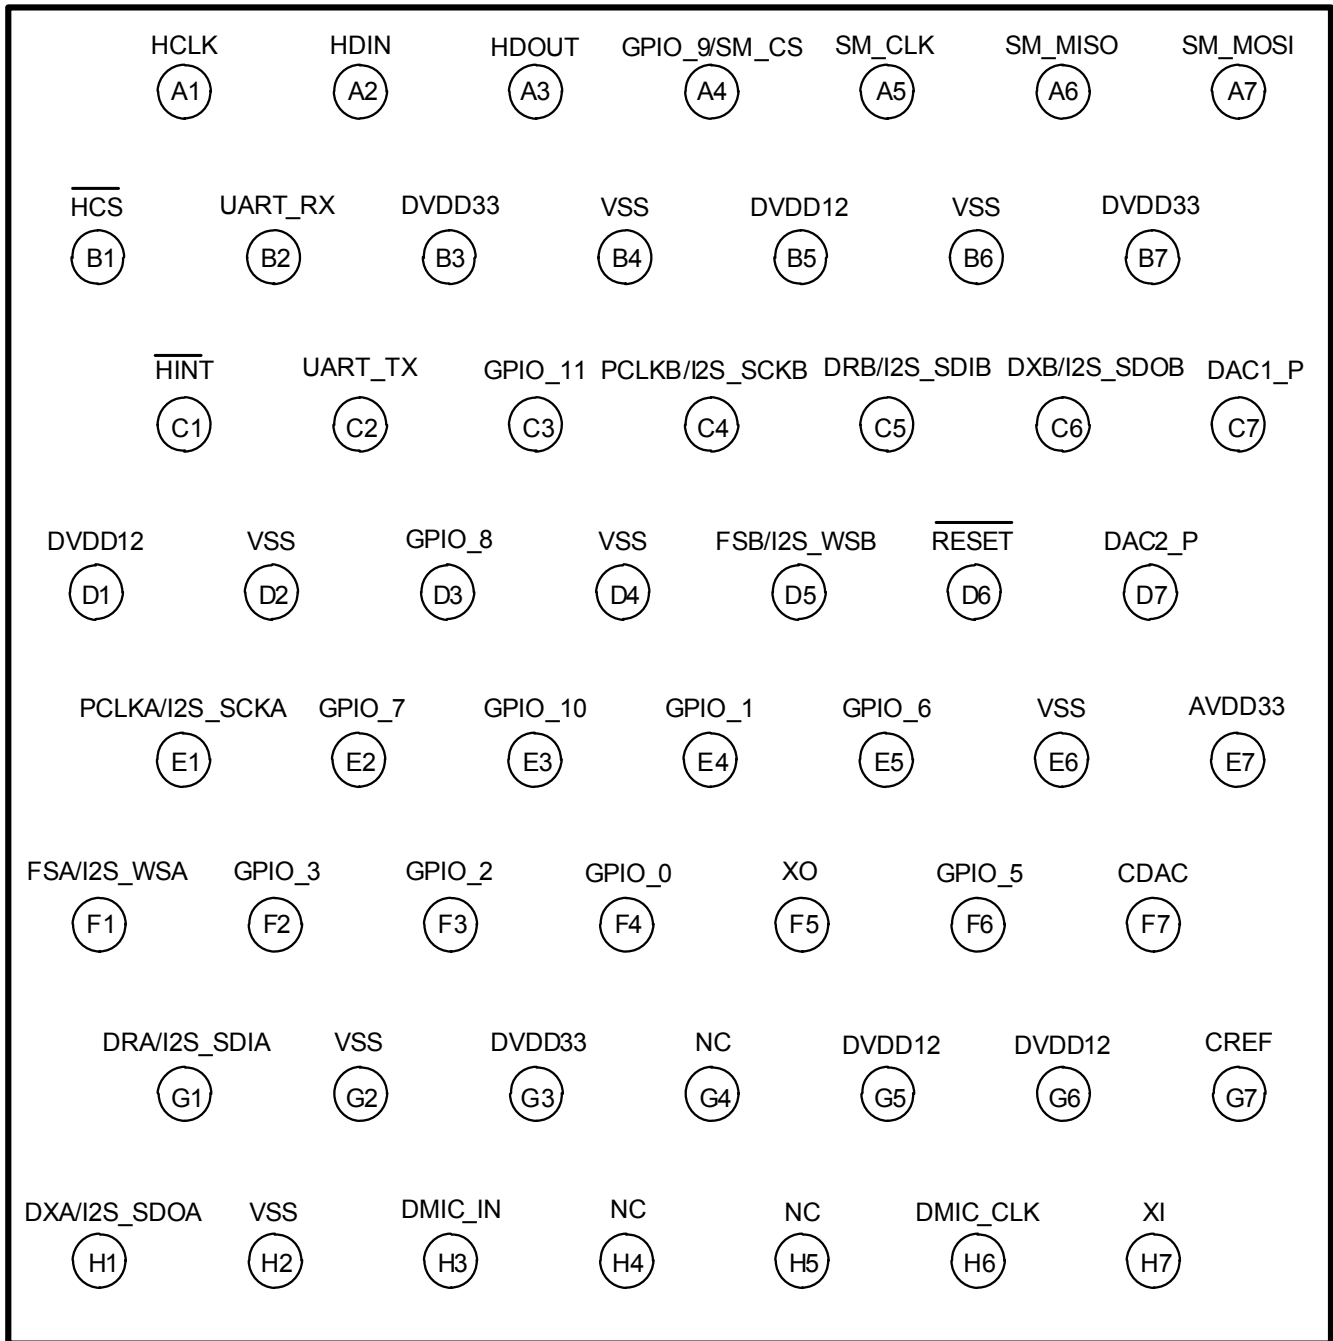 HCLK HDIN HDOUT GPIO_9/SM_CS SM_CLK SM_MISO SM_MOSI
A1 A2 A3 A4 A5 A6 A7
HCS UART_RX DVDD33 VSS DVDD12 VSS DVDD33
B1 B2 B3 B4 B5 B6 B7
HINT UART_TX GPIO_11 PCLKB/I2S_SCKB DRB/I2S_SDIB DXB/I2S_SDOB DAC1_P
C1 C2 C3 C4 C5 C6 C7
DVDD12 VSS GPIO_8 VSS FSB/I2S_WSB RESET DAC2_P
D1 D2 D3 D4 D5 D6 D7
PCLKA/I2S_SCKA GPIO_7 GPIO_10 GPIO_1 GPIO_6 VSS AVDD33
E1 E2 E3 E4 E5 E6 E7
FSA/I2S_WSA GPIO_3 GPIO_2 GPIO_0 XO GPIO_5 CDAC
F1 F2 F3 F4 F5 F6 F7
DRA/I2S_SDIA VSS DVDD33 NC DVDD12 DVDD12 CREF
G1 G2 G3 G4 G5 G6 G7
DXA/I2S_SDOA VSS DMIC_IN NC NC DMIC_CLK XI
H1 H2 H3 H4 H5 H6 H7